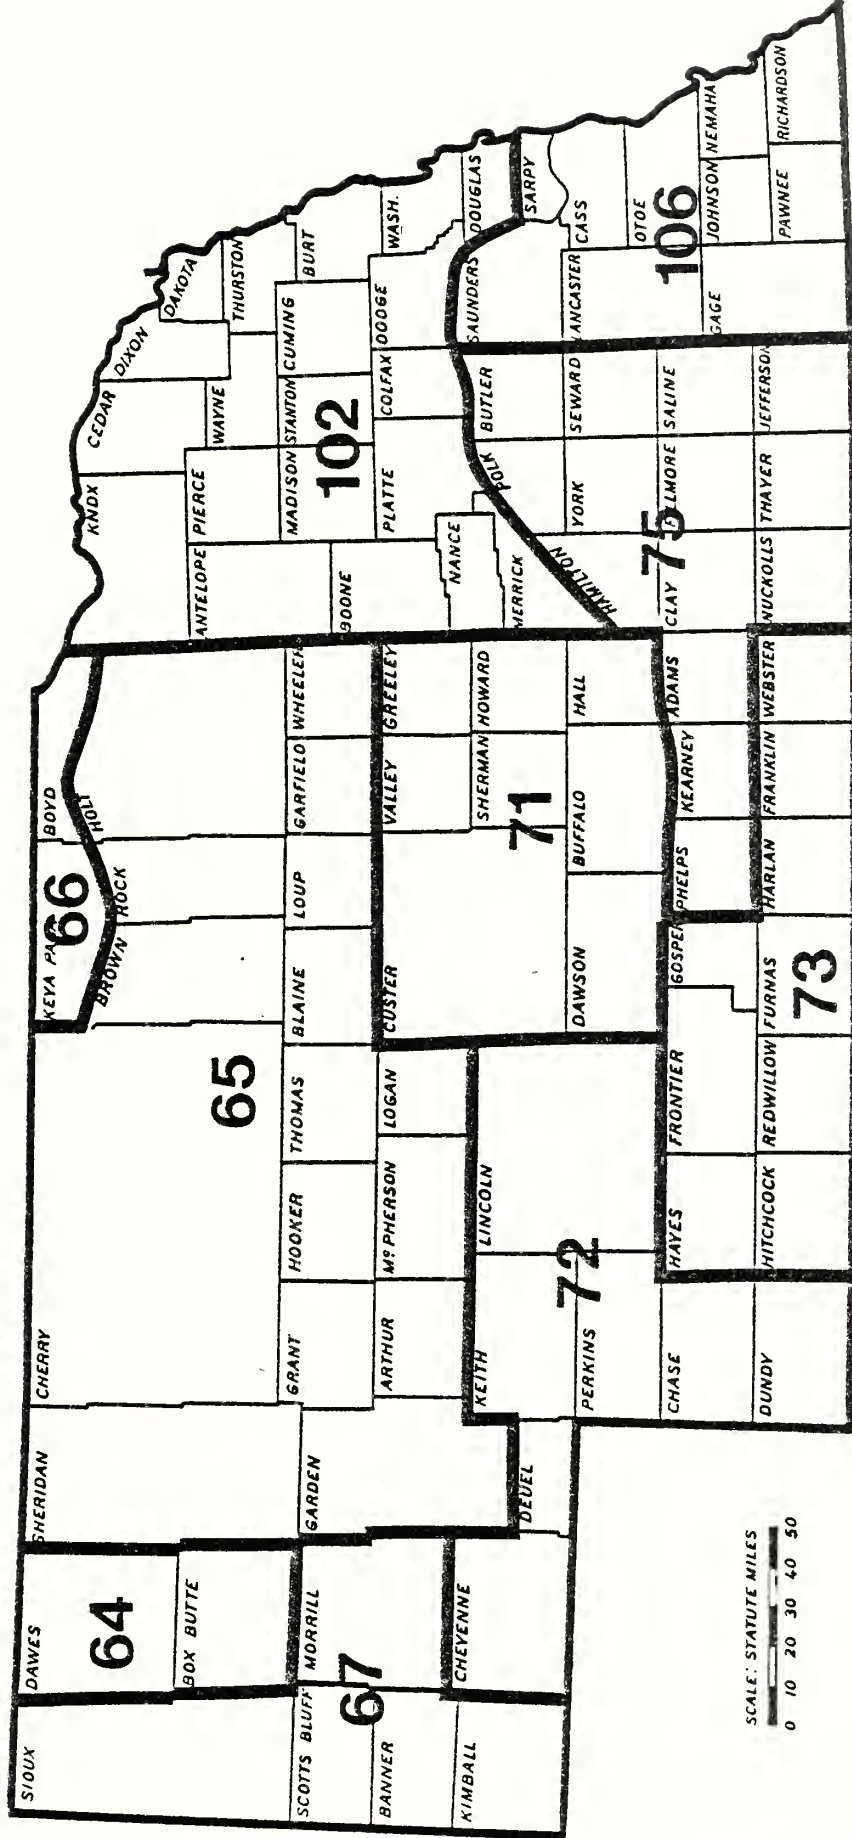 SIOUX
DAWES
SHERIDAN
CHERRY
KEYA PA
BOYD
64
66
BOX BUTTE
65
BROWN
ROCK
HOLT
KNOX
CEDAR
DIXON
DAKOTA
ANTELOPE
PIERCE
WAYNE
THURSTON
SCOTTS BLUFF
MORRILL
GARDEN
GRANT
HOOKER
THOMAS
BLAINE
LOUP
GARFIELD
WHEELER
BOONE
MADISON
STANTON
CUMING
BURT
102
67
BANNER
ARTHUR
Mc PHERSON
LOGAN
CUSTER
VALLEY
GREELEY
NANCE
PLATTE
COLFAX
DODGE
WASH.
KIMBALL
CHEYENNE
DEUEL
KEITH
LINCOLN
71
SHERMAN
HOWARD
MERRICK
POLK
BUTLER
SAUNDERS
DOUGLAS
SARPY
72
PERKINS
DAWSON
BUFFALO
HALL
HAMILTON
YORK
SEWARD
LANCASTER
CASS
OTOE
CHASE
HAYES
FRONTIER
GOSPER
PHELPS
KEARNEY
ADAMS
CLAY
75
FILLMORE
SALINE
GAGE
106
JOHNSON
NEMAHA
DUNDY
HITCHCOCK
REDWILLOW
FURNAS
73
HARLAN
FRANKLIN
WEBSTER
NUCKOLLS
THAYER
JEFFERSON
PAWNEE
RICHARDSON
SCALE: STATUTE MILES
0 10 20 30 40 50